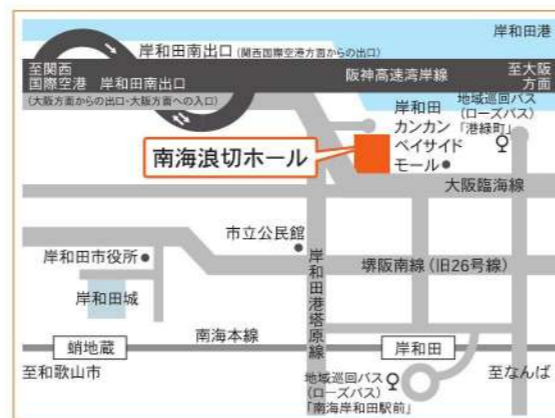 岸和田港
岸和田南出口(関西国際空港方面からの出口)
至関西
国際空港
岸和田南出口
(大阪方面からの出口・大阪方面への入口)
阪神高速湾岸線
至大阪
方面
地域巡回バス
(ローズバス)
「港緑町」
岸和田
カンカン
ベイサイド
モール
南海浪切ホール
大阪臨海線
市立公民館
岸和田市役所
岸和田城
岸和田港塔原線
堺阪南線(旧26号線)
南海本線
蛸地蔵
岸和田
至和歌山市
至なんば
地域巡回バス
(ローズバス)
「南海岸和田駅前」